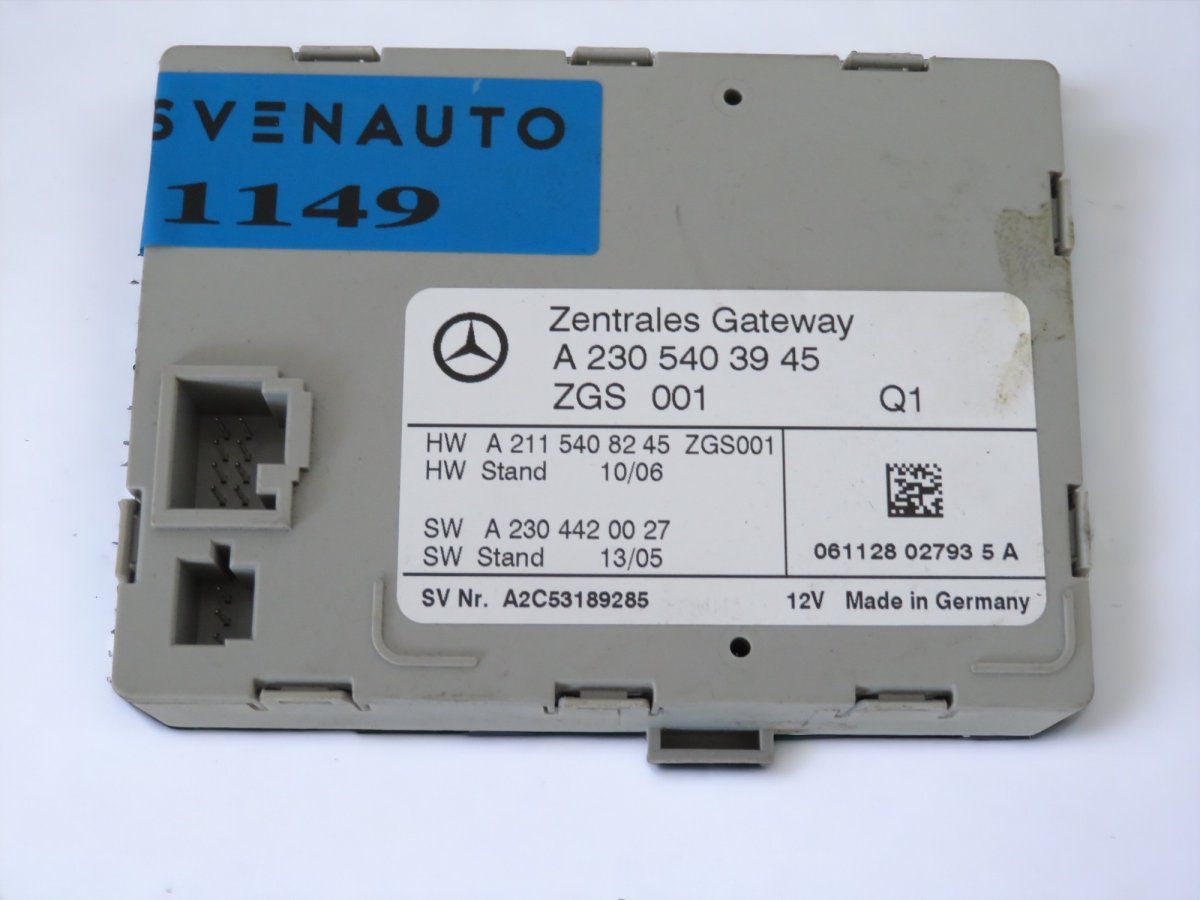 SVENAUTO
1149
Zentrales Gateway
A 230 540 39 45
ZGS 001 Q1
HW A 211 540 82 45 ZGS001
HW Stand 10/06
SW A 230 442 00 27
SW Stand 13/05
061128 02793 5 A
SV Nr. A2C53189285 12V Made in Germany